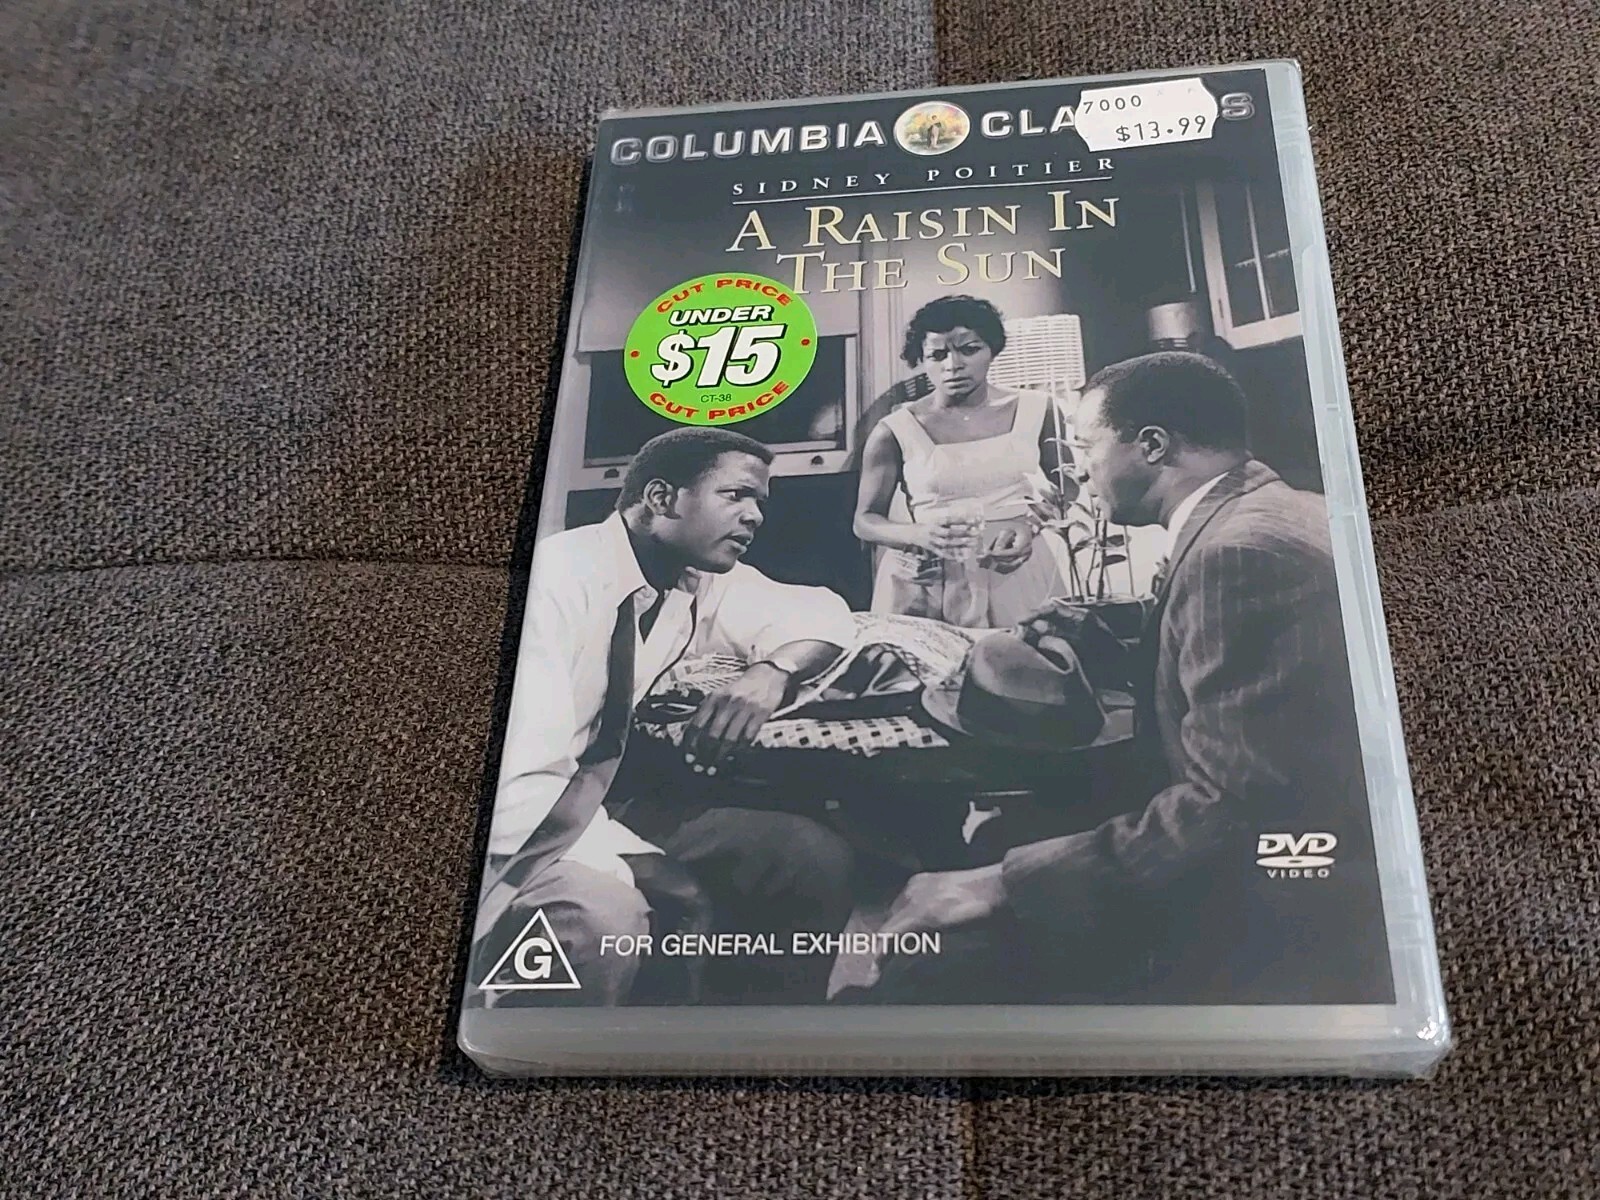 COLUMBIA CLA S
7000
$13.99
SIDNEY POITIER
A RAISIN IN
THE SUN
CUT PRICE
UNDER
$15
CT-38
CUT PRICE
DVD
VIDEO
G
FOR GENERAL EXHIBITION